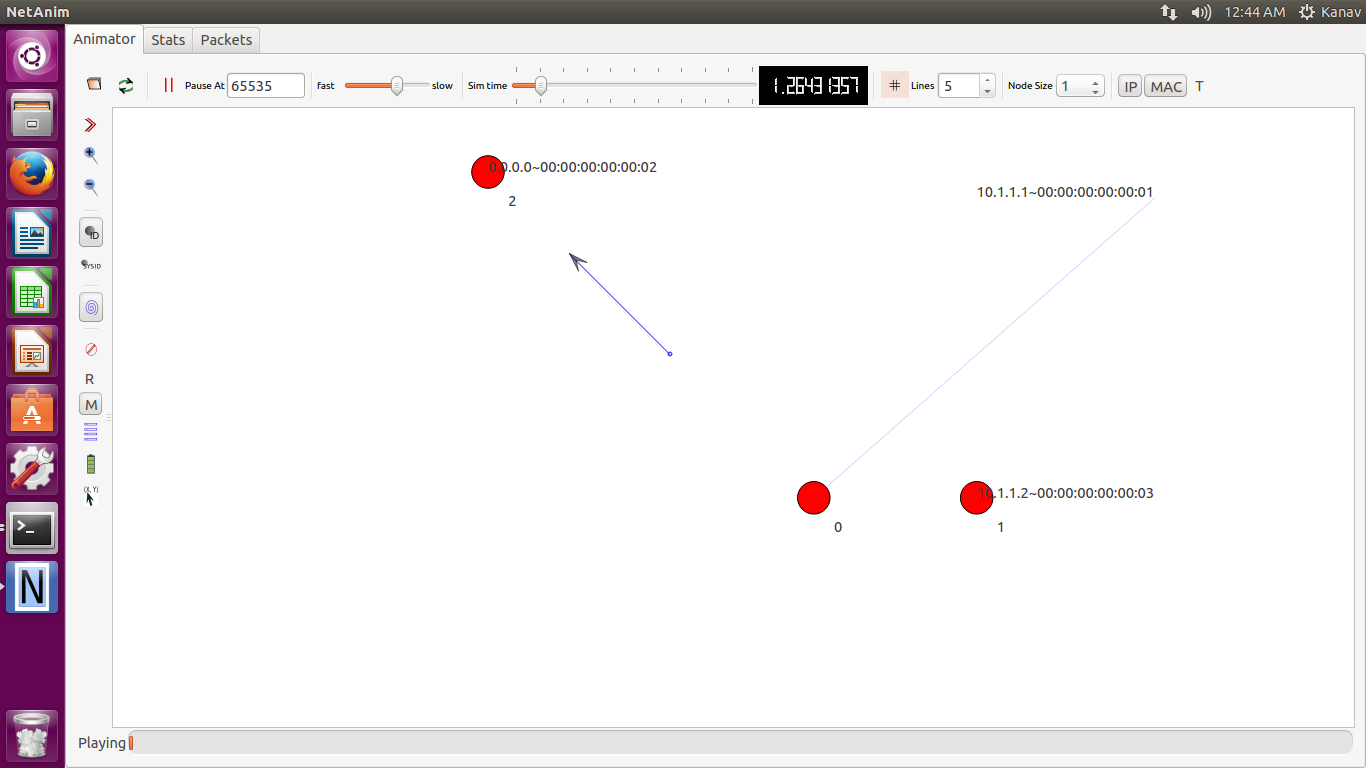 NetAnim
12:44 AM Kanav
Animator Stats Packets
Pause At 65535 fast slow Sim time 1.26431357 Lines 5 Node Size 1 IP MAC T
0.0.0.0~00:00:00:00:00:02
2
10.1.1.1~00:00:00:00:00:01
ID
SYSID
R
M
(X, Y)
10.1.1.2~00:00:00:00:00:03
0
1
Playing